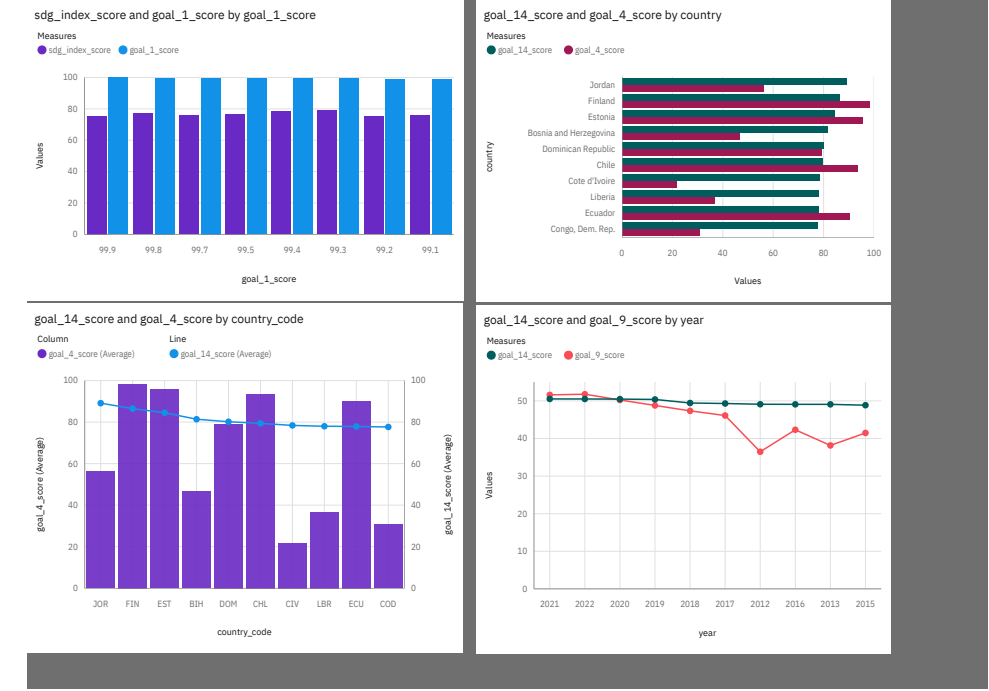 sdg_index_score and goal_1_score by goal_1_score
Measures
sdg_index_score goal_1_score
100
80
60
40
20
0
Values
99.9 99.8 99.7 99.5 99.4 99.3 99.2 99.1
goal_1_score
goal_14_score and goal_4_score by country
Measures
goal_14_score goal_4_score
country
Jordan
Finland
Estonia
Bosnia and Herzegovina
Dominican Republic
Chile
Cote d'Ivoire
Liberia
Ecuador
Congo, Dem. Rep.
0 20 40 60 80 100
Values
goal_14_score and goal_4_score by country_code
Column Line
goal_4_score (Average) goal_14_score (Average)
100 100
80 80
60 60
40 40
20 20
0 0
goal_4_score (Average)
goal_14_score (Average)
JOR FIN EST BIH DOM CHL CIV LBR ECU COD
country_code
goal_14_score and goal_9_score by year
Measures
goal_14_score goal_9_score
50
40
30
20
10
0
Values
2021 2022 2020 2019 2018 2017 2012 2016 2013 2015
year